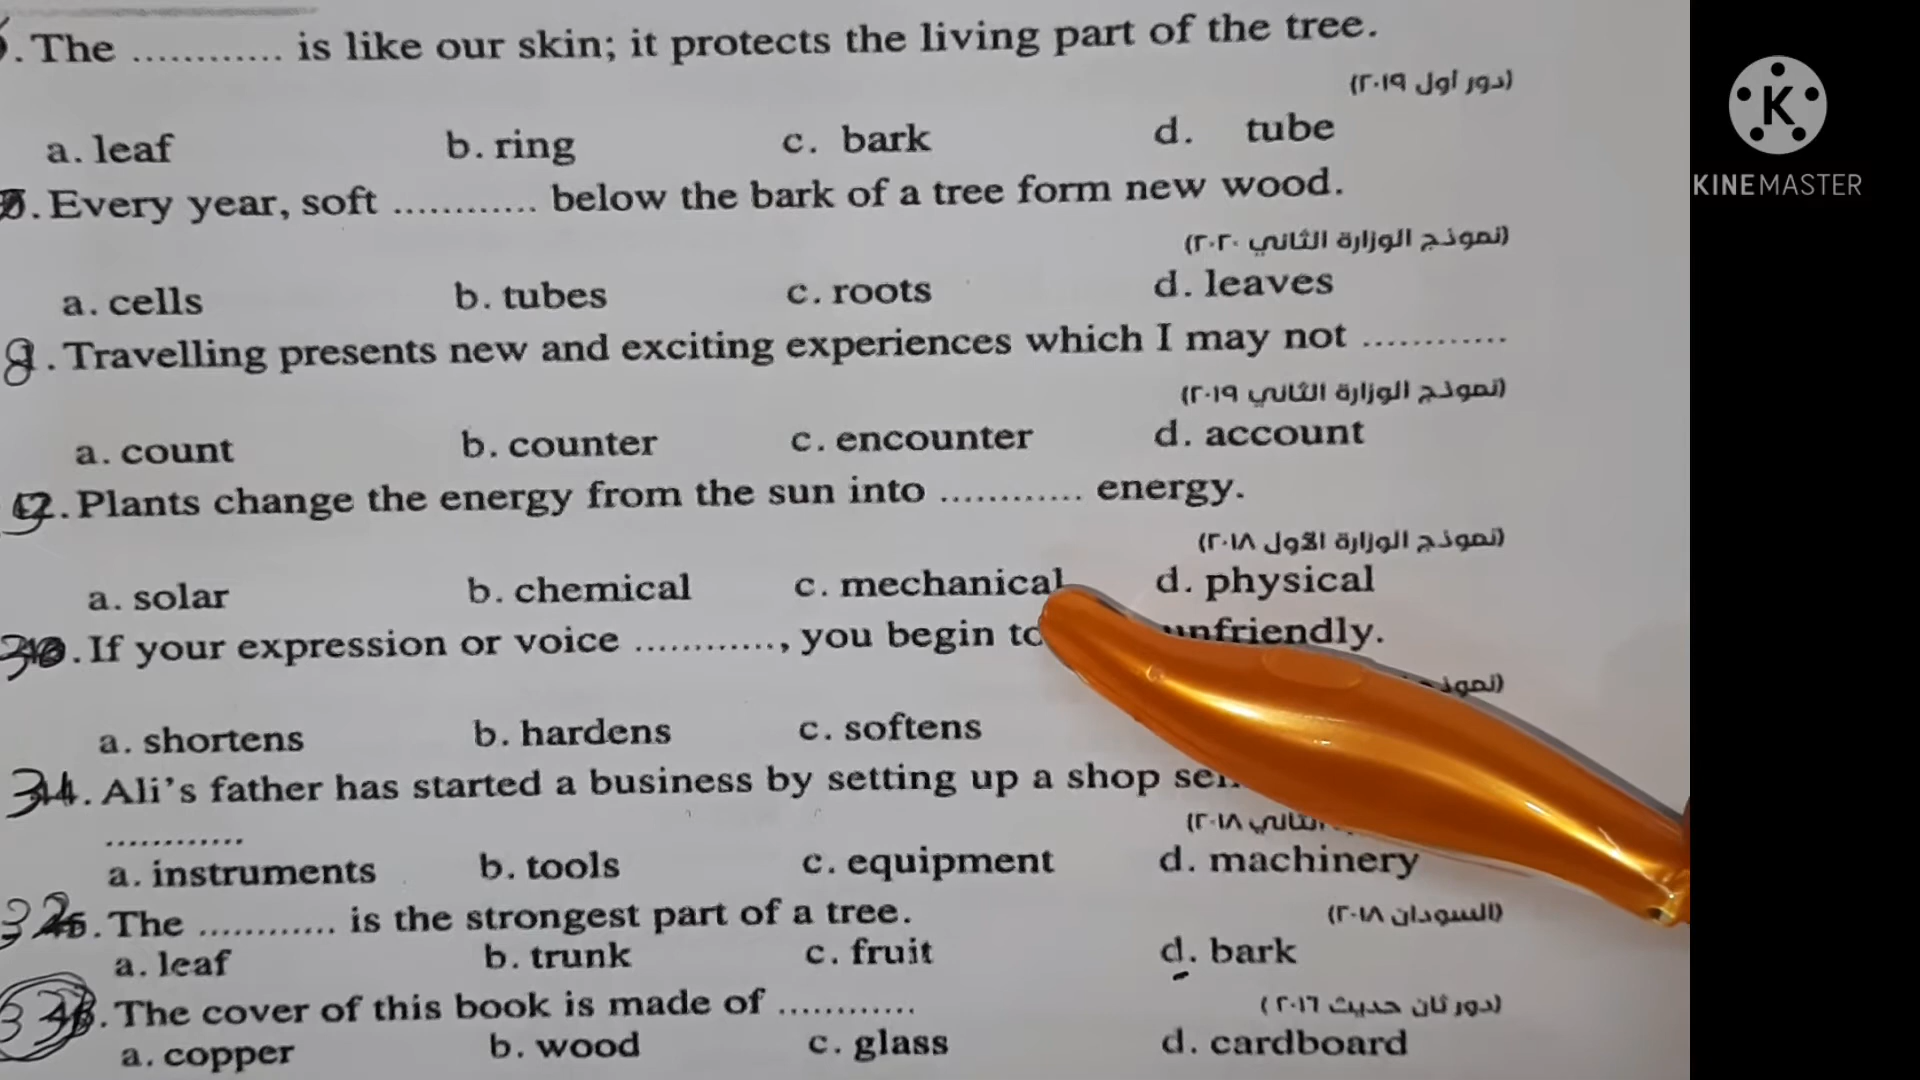 . The ............ is like our skin; it protects the living part of the tree.
(دور أول ٢٠١٩)
a. leaf b. ring c. bark d. tube
. Every year, soft ............ below the bark of a tree form new wood.
(نموذج الوزارة الثاني ٢٠٢٠)
a. cells b. tubes c. roots d. leaves
. Travelling presents new and exciting experiences which I may not ............
(نموذج الوزارة الثاني ٢٠١٩)
a. count b. counter c. encounter d. account
. Plants change the energy from the sun into ............ energy.
(نموذج الوزارة الأول ٢٠١٨)
a. solar b. chemical c. mechanical d. physical
. If your expression or voice ............, you begin to unfriendly.
a. shortens b. hardens c. softens
. Ali's father has started a business by setting up a shop
............
الثاني ٢٠١٨)
a. instruments b. tools c. equipment d. machinery
. The ............ is the strongest part of a tree. (السودان ٢٠١٨)
a. leaf b. trunk c. fruit d. bark
. The cover of this book is made of ............ (دور ثان حديث ٢٠١٦)
a. copper b. wood c. glass d. cardboard
K
KINEMASTER